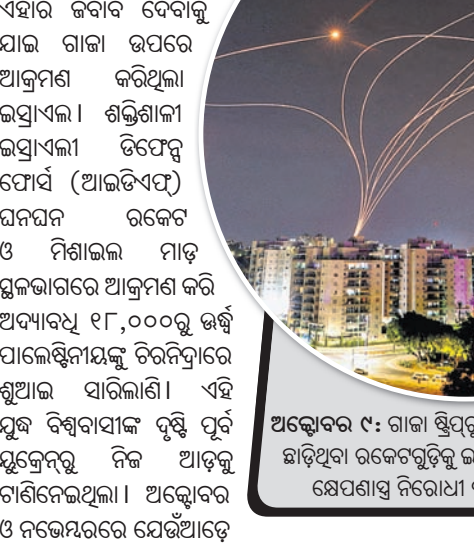 ଏହାର ଜବାବ ଦେବାକୁ
ଯାଇ ଗାଜା ଉପରେ
ଆକ୍ରମଣ କରିଥିଲା
ଇସ୍ରାଏଲ। ଶକ୍ତିଶାଳୀ
ଇସ୍ରାଏଲୀ ଡିଫେନ୍ସ
ଫୋର୍ସ (ଆଇଡିଏଫ୍)
ଘନଘନ ରକେଟ
ଓ ମିଶାଇଲ ମାଡ଼
ସ୍ଥଳଭାଗରେ ଆକ୍ରମଣ କରି
ଅଦ୍ୟାବଧି ୧୮,୦୦୦ରୁ ଊର୍ଦ୍ଧ୍ୱ
ପାଲେଷ୍ଟିନୀୟଙ୍କୁ ଚିରନିଦ୍ରାରେ
ଶୁଆଇ ସାରିଲାଣି। ଏହି
ଯୁଦ୍ଧ ବିଶ୍ୱବାସୀଙ୍କ ଦୃଷ୍ଟି ପୂର୍ବ
ୟୁକ୍ରେନ୍‌ରୁ ନିଜ ଆଡ଼କୁ
ଟାଣିନେଇଥିଲା। ଅକ୍ଟୋବର
ଓ ନଭେମ୍ବରରେ ଯେଉଁଆଡ଼େ
ଅକ୍ଟୋବର ୯: ଗାଜା ଷ୍ଟ୍ରିପ୍‌ରୁ
ଛାଡ଼ିଥିବା ରକେଟଗୁଡ଼ିକୁ
କ୍ଷେପଣାସ୍ତ୍ର ନିରୋଧୀ